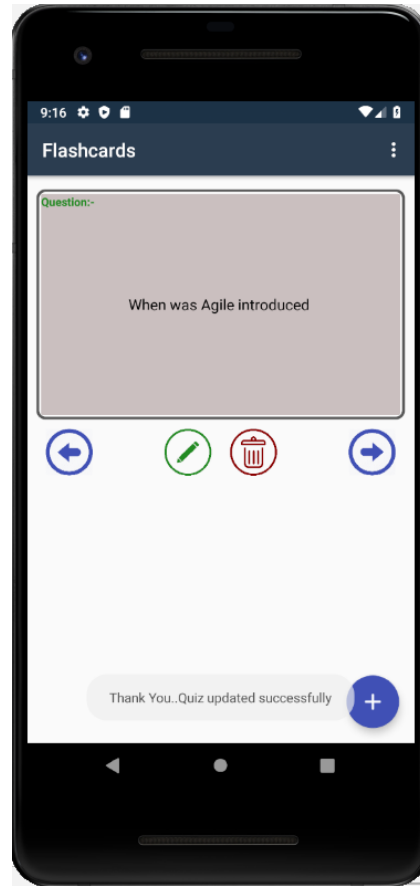 9:16
Flashcards
Question:-
When was Agile introduced
Thank You..Quiz updated successfully